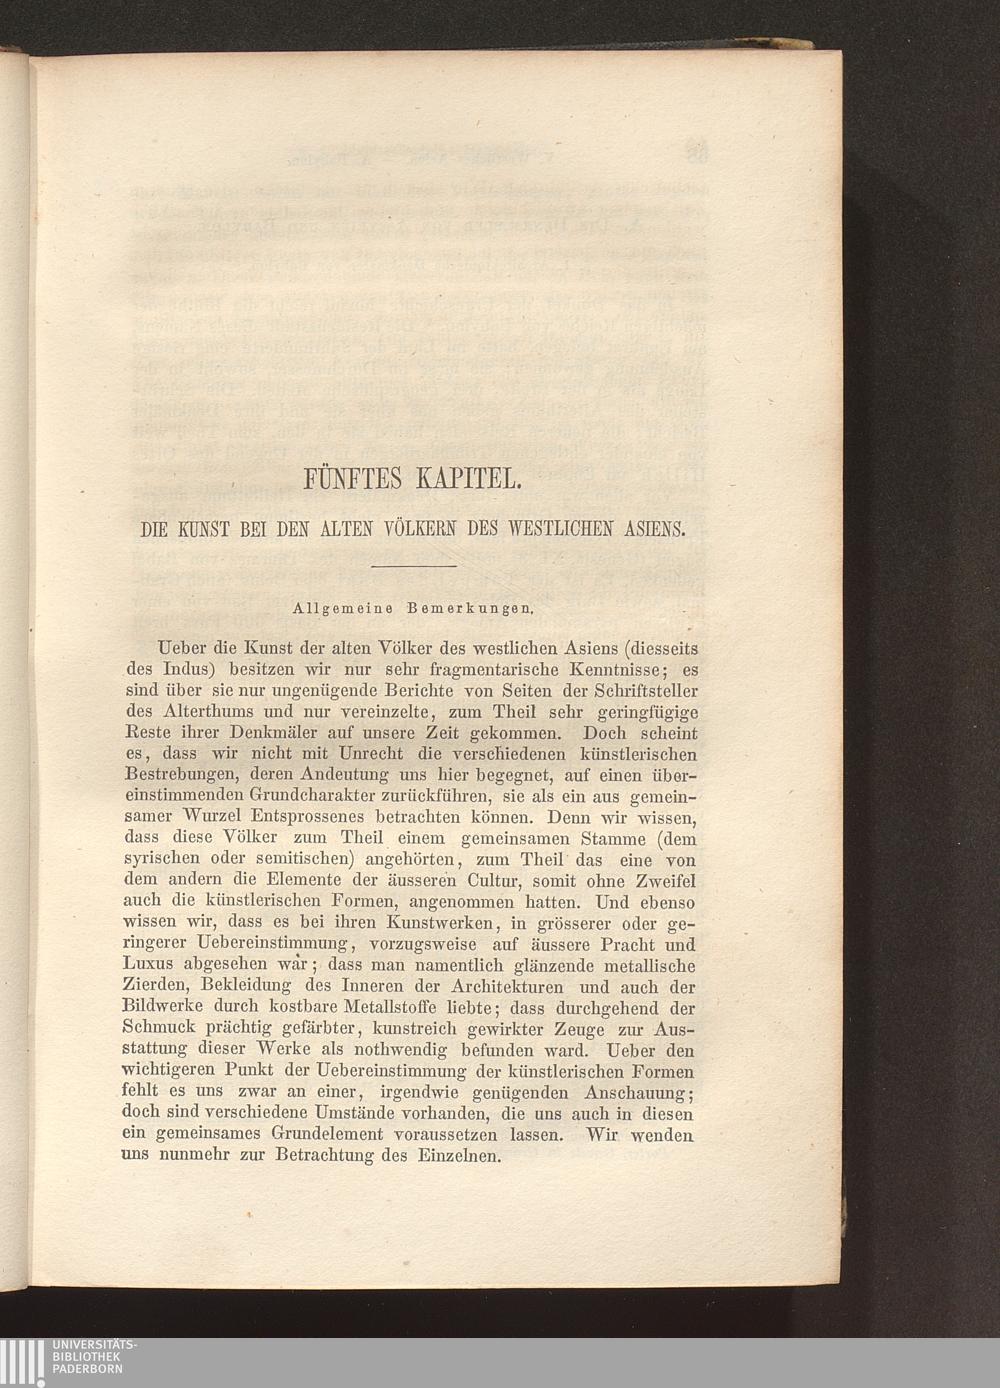 FÜNFTES KAPITEL.
DIE KUNST BEI DEN ALTEN VÖLKERN DES WESTLICHEN ASIENS.
Allgemeine Bemerkungen.
Ueber die Kunst der alten Völker des westlichen Asiens (diesseits
des Indus) besitzen wir nur sehr fragmentarische Kenntnisse; es
sind über sie nur ungenügende Berichte von Seiten der Schriftsteller
des Alterthums und nur vereinzelte, zum Theil sehr geringfügige
Reste ihrer Denkmäler auf unsere Zeit gekommen. Doch scheint
es, dass wir nicht mit Unrecht die verschiedenen künstlerischen
Bestrebungen, deren Andeutung uns hier begegnet, auf einen über-
einstimmenden Grundcharakter zurückführen, sie als ein aus gemein-
samer Wurzel Entsprossenes betrachten können. Denn wir wissen,
dass diese Völker zum Theil einem gemeinsamen Stamme (dem
syrischen oder semitischen) angehörten, zum Theil das eine von
dem andern die Elemente der äusseren Cultur, somit ohne Zweifel
auch die künstlerischen Formen, angenommen hatten. Und ebenso
wissen wir, dass es bei ihren Kunstwerken, in grösserer oder ge-
ringerer Uebereinstimmung, vorzugsweise auf äussere Pracht und
Luxus abgesehen war; dass man namentlich glänzende metallische
Zierden, Bekleidung des Inneren der Architekturen und auch der
Bildwerke durch kostbare Metallstoffe liebte; dass durchgehend der
Schmuck prächtig gefärbter, kunstreich gewirkter Zeuge zur Aus-
stattung dieser Werke als nothwendig befunden ward. Ueber den
wichtigeren Punkt der Uebereinstimmung der künstlerischen Formen
fehlt es uns zwar an einer, irgendwie genügenden Anschauung;
doch sind verschiedene Umstände vorhanden, die uns auch in diesen
ein gemeinsames Grundelement voraussetzen lassen. Wir wenden
uns nunmehr zur Betrachtung des Einzelnen.
UNIVERSITÄTS-
BIBLIOTHEK
PADERBORN